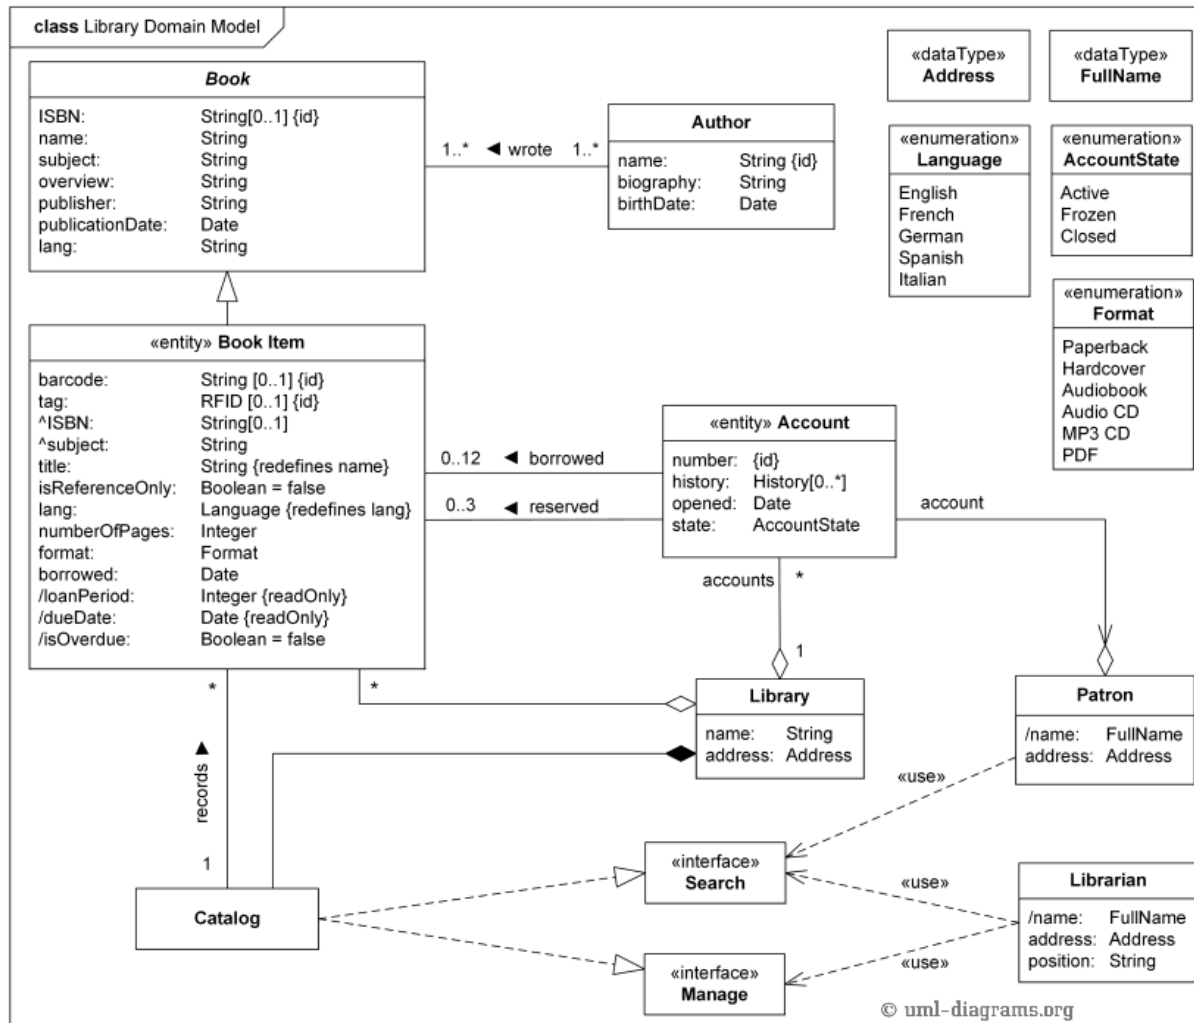 class Library Domain Model
Book
ISBN: String[0..1] {id}
name: String
subject: String
overview: String
publisher: String
publicationDate: Date
lang: String
1..* ◄ wrote 1..*
Author
name: String {id}
biography: String
birthDate: Date
«dataType»
Address
«dataType»
FullName
«enumeration»
Language
English
French
German
Spanish
Italian
«enumeration»
AccountState
Active
Frozen
Closed
«enumeration»
Format
Paperback
Hardcover
Audiobook
Audio CD
MP3 CD
PDF
«entity» Book Item
barcode: String [0..1] {id}
tag: RFID [0..1] {id}
^ISBN: String[0..1]
^subject: String
title: String {redefines name}
isReferenceOnly: Boolean = false
lang: Language {redefines lang}
numberOfPages: Integer
format: Format
borrowed: Date
/loanPeriod: Integer {readOnly}
/dueDate: Date {readOnly}
/isOverdue: Boolean = false
0..12 ◄ borrowed
0..3 ◄ reserved
«entity» Account
number: {id}
history: History[0..*]
opened: Date
state: AccountState
account
accounts *
1
*
*
records ►
1
Library
name: String
address: Address
Patron
/name: FullName
address: Address
«use»
«interface»
Search
«use»
Librarian
/name: FullName
address: Address
position: String
Catalog
«use»
«interface»
Manage
© uml-diagrams.org